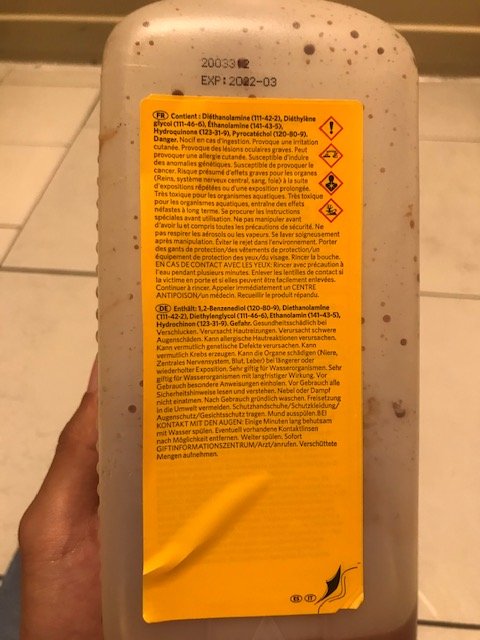 2003312
EXP:2022-03
FR Contient : Diéthanolamine (111-42-2), Diéthylène
glycol (111-46-6), Éthanolamine (141-43-5),
Hydroquinone (123-31-9), Pyrocatéchol (120-80-9).
Danger. Nocif en cas d'ingestion. Provoque une irritation
cutanée. Provoque des lésions oculaires graves. Peut
provoquer une allergie cutanée. Susceptible d'induire
des anomalies génétiques. Susceptible de provoquer le
cancer. Risque présumé d'effets graves pour les organes
(Reins, système nerveux central, sang, foie) à la suite
d'expositions répétées ou d'une exposition prolongée.
Très toxique pour les organismes aquatiques. Très toxique
pour les organismes aquatiques, entraîne des effets
néfastes à long terme. Se procurer les instructions
spéciales avant utilisation. Ne pas manipuler avant
d'avoir lu et compris toutes les précautions de sécurité. Ne
pas respirer les aérosols ou les vapeurs. Se laver soigneusement
après manipulation. Éviter le rejet dans l'environnement. Porter
des gants de protection/des vêtements de protection/un
équipement de protection des yeux/du visage. Rincer la bouche.
EN CAS DE CONTACT AVEC LES YEUX: Rincer avec précaution à
l'eau pendant plusieurs minutes. Enlever les lentilles de contact si
la victime en porte et si elles peuvent être facilement enlevées.
Continuer à rincer. Appeler immédiatement un CENTRE
ANTIPOISON/un médecin. Recueillir le produit répandu.
DE Enthält: 1,2-Benzenediol (120-80-9), Diethanolamine
(111-42-2), Diethylenglycol (111-46-6), Ethanolamin (141-43-5),
Hydrochinon (123-31-9). Gefahr. Gesundheitsschädlich bei
Verschlucken. Verursacht Hautreizungen. Verursacht schwere
Augenschäden. Kann allergische Hautreaktionen verursachen.
Kann vermutlich genetische Defekte verursachen. Kann
vermutlich Krebs erzeugen. Kann die Organe schädigen (Niere,
Zentrales Nervensystem, Blut, Leber) bei längerer oder
wiederholter Exposition. Sehr giftig für Wasserorganismen. Sehr
giftig für Wasserorganismen mit langfristiger Wirkung. Vor
Gebrauch besondere Anweisungen einholen. Vor Gebrauch alle
Sicherheitshinweise lesen und verstehen. Nebel oder Dampf
nicht einatmen. Nach Gebrauch gründlich waschen. Freisetzung
in die Umwelt vermeiden. Schutzhandschuhe/Schutzkleidung/
Augenschutz/Gesichtsschutz tragen. Mund ausspülen.BEI
KONTAKT MIT DEN AUGEN: Einige Minuten lang behutsam
mit Wasser spülen. Eventuell vorhandene Kontaktlinsen
nach Möglichkeit entfernen. Weiter spülen. Sofort
GIFTINFORMATIONSZENTRUM/Arzt/anrufen. Verschüttete
Mengen aufnehmen.
ES IT